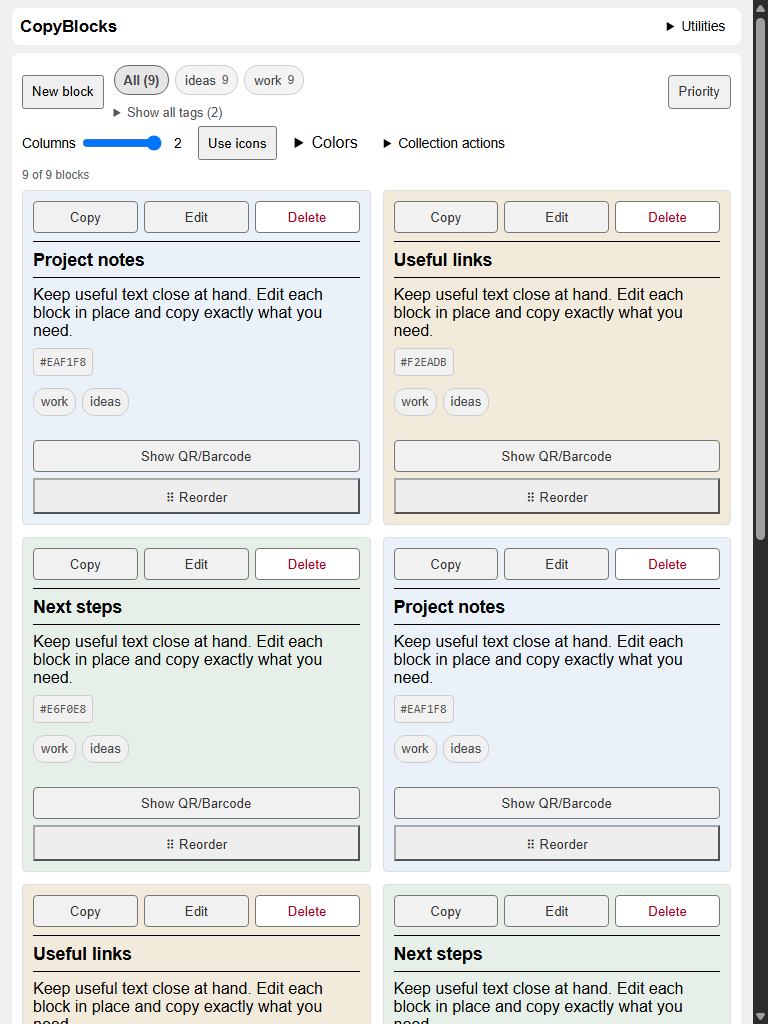 CopyBlocks
▶ Utilities
New block
All (9)
ideas 9
work 9
▶ Show all tags (2)
Priority
Columns
2
Use icons
▶ Colors
▶ Collection actions
9 of 9 blocks
Copy
Edit
Delete
Project notes
Keep useful text close at hand. Edit each
block in place and copy exactly what you
need.
#EAF1F8
work
ideas
Show QR/Barcode
⠿ Reorder
Copy
Edit
Delete
Useful links
Keep useful text close at hand. Edit each
block in place and copy exactly what you
need.
#F2EADB
work
ideas
Show QR/Barcode
⠿ Reorder
Copy
Edit
Delete
Next steps
Keep useful text close at hand. Edit each
block in place and copy exactly what you
need.
#E6F0E8
work
ideas
Show QR/Barcode
⠿ Reorder
Copy
Edit
Delete
Project notes
Keep useful text close at hand. Edit each
block in place and copy exactly what you
need.
#EAF1F8
work
ideas
Show QR/Barcode
⠿ Reorder
Copy
Edit
Delete
Useful links
Keep useful text close at hand. Edit each
block in place and copy exactly what you
need.
Copy
Edit
Delete
Next steps
Keep useful text close at hand. Edit each
block in place and copy exactly what you
need.